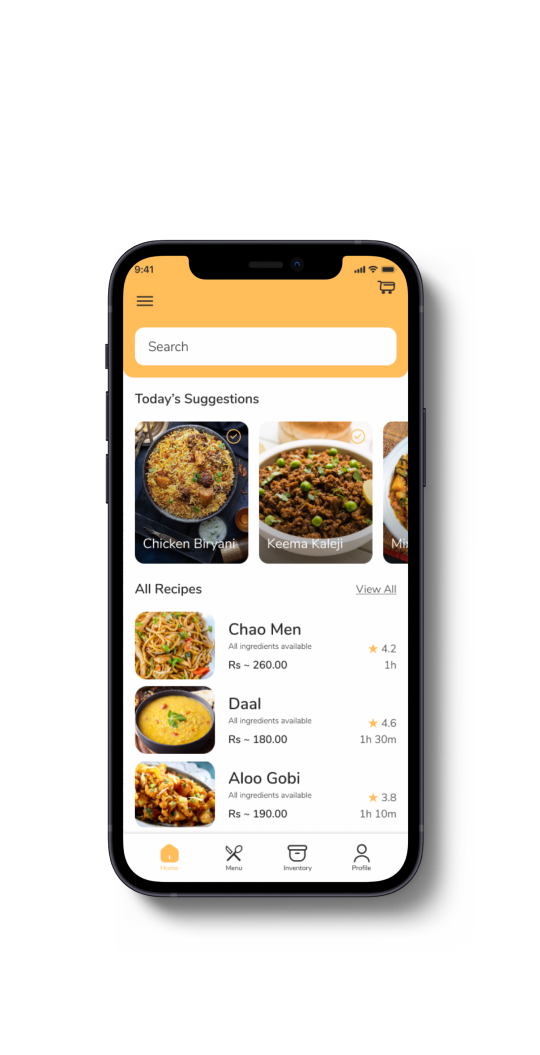 9:41
Search
Today's Suggestions
Chicken Biryani
Keema Kaleji
Mix
All Recipes
View All
Chao Men
All ingredients available
Rs ~ 260.00
4.2
1h
Daal
All ingredients available
Rs ~ 180.00
4.6
1h 30m
Aloo Gobi
All ingredients available
Rs ~ 190.00
3.8
1h 10m
Home
Menu
Inventory
Profile